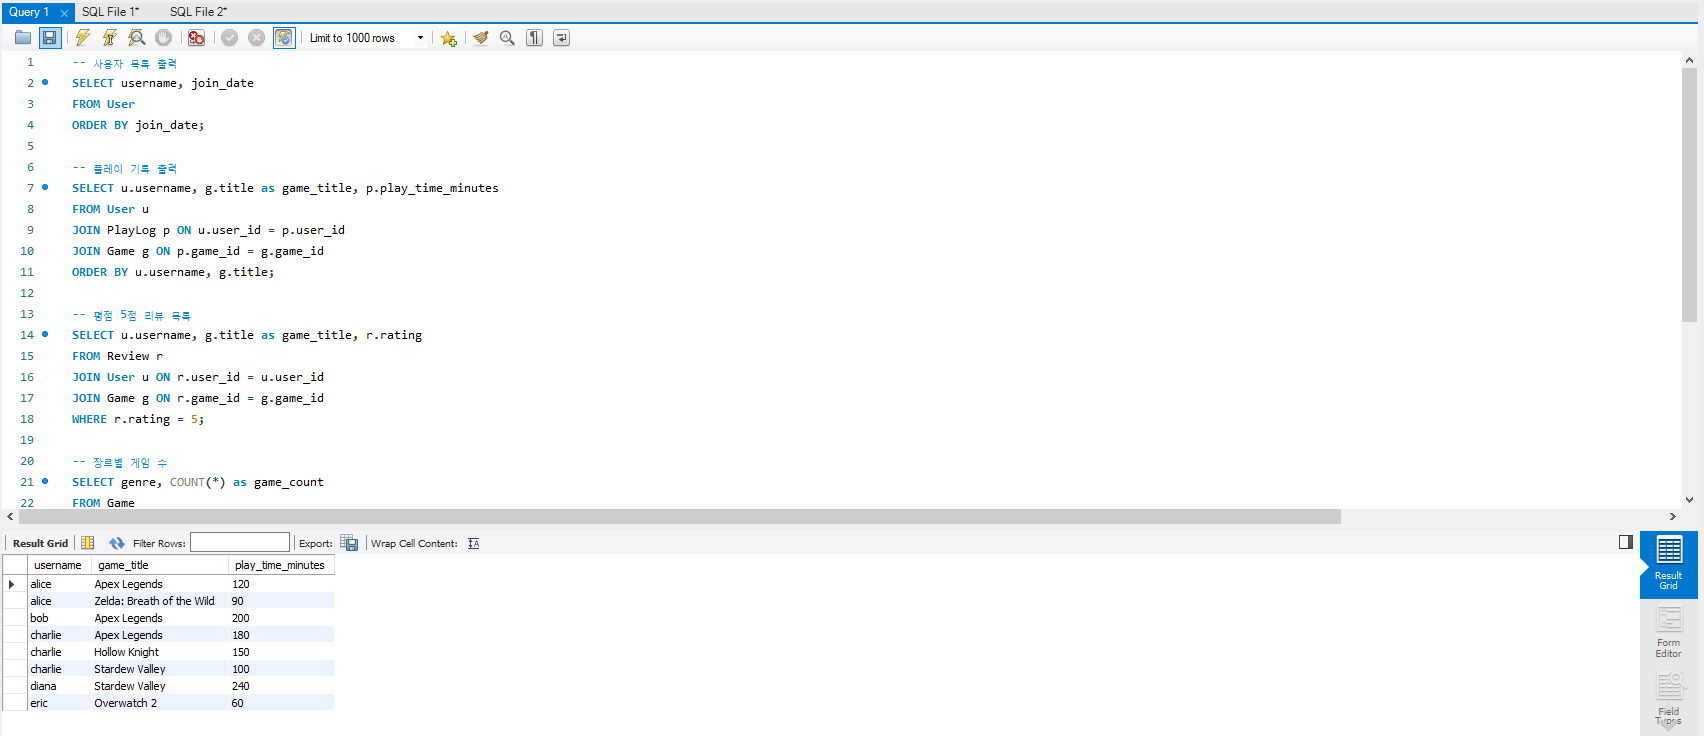 Query 1
SQL File 1*
SQL File 2*
Limit to 1000 rows
1 -- 사용자 목록 출력
2 SELECT username, join_date
3 FROM User
4 ORDER BY join_date;
5
6 -- 플레이 기록 출력
7 SELECT u.username, g.title as game_title, p.play_time_minutes
8 FROM User u
9 JOIN PlayLog p ON u.user_id = p.user_id
10 JOIN Game g ON p.game_id = g.game_id
11 ORDER BY u.username, g.title;
12
13 -- 평점 5점 리뷰 목록
14 SELECT u.username, g.title as game_title, r.rating
15 FROM Review r
16 JOIN User u ON r.user_id = u.user_id
17 JOIN Game g ON r.game_id = g.game_id
18 WHERE r.rating = 5;
19
20 -- 장르별 게임 수
21 SELECT genre, COUNT(*) as game_count
22 FROM Game
Result Grid Filter Rows: Export: Wrap Cell Content:
username game_title play_time_minutes
alice Apex Legends 120
alice Zelda: Breath of the Wild 90
bob Apex Legends 200
charlie Apex Legends 180
charlie Hollow Knight 150
charlie Stardew Valley 100
diana Stardew Valley 240
eric Overwatch 2 60
Result
Grid
Form
Editor
Field
Types